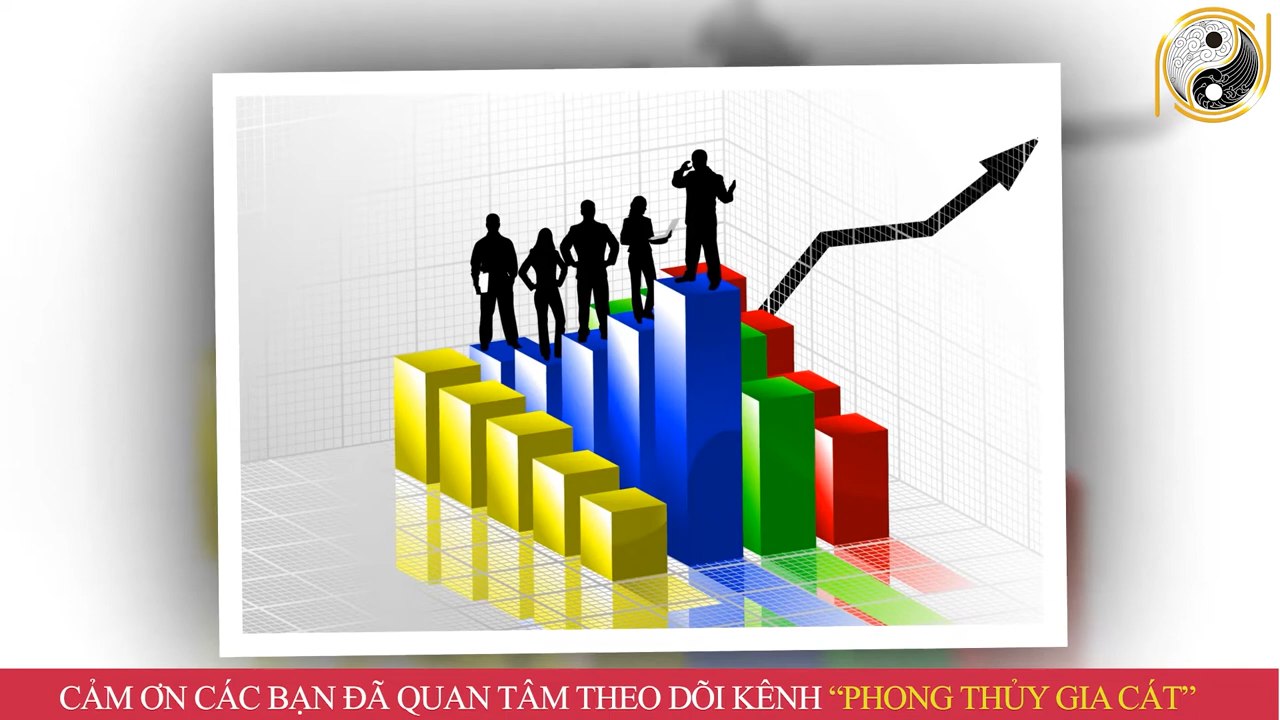 CẢM ƠN CÁC BẠN ĐÃ QUAN TÂM THEO DÕI KÊNH “PHONG THỦY GIA CÁT”